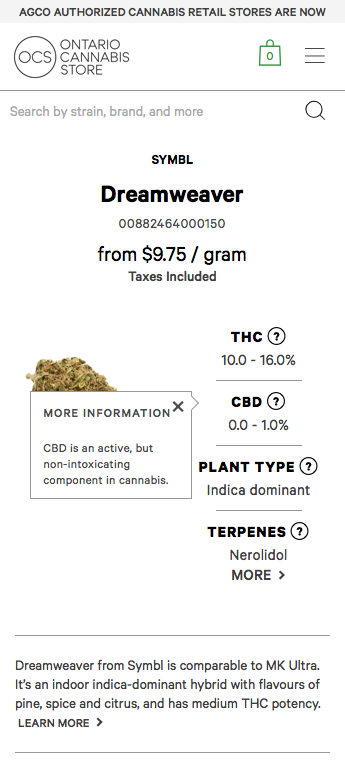 AGCO AUTHORIZED CANNABIS RETAIL STORES ARE NOW
OCS
ONTARIO
CANNABIS
STORE
0
Search by strain, brand, and more
SYMBL
Dreamweaver
00882464000150
from $9.75 / gram
Taxes Included
THC ?
10.0 - 16.0%
CBD ?
0.0 - 1.0%
MORE INFORMATION
CBD is an active, but
non-intoxicating
component in cannabis.
PLANT TYPE ?
Indica dominant
TERPENES ?
Nerolidol
MORE >
Dreamweaver from Symbl is comparable to MK Ultra.
It's an indoor indica-dominant hybrid with flavours of
pine, spice and citrus, and has medium THC potency.
LEARN MORE >